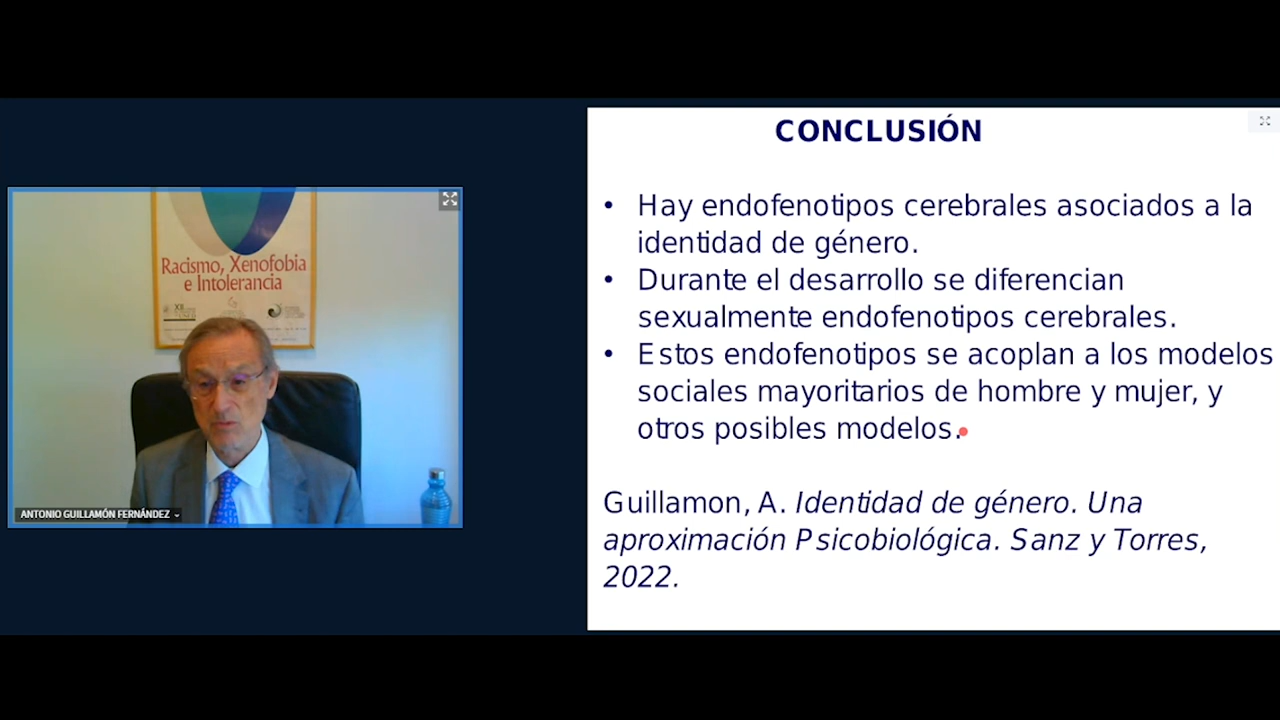 Racismo, Xenofobia
e Intolerancia
XII
ANTONIO GUILLAMÓN FERNÁNDEZ
CONCLUSIÓN
• Hay endofenotipos cerebrales asociados a la
identidad de género.
• Durante el desarrollo se diferencian
sexualmente endofenotipos cerebrales.
• Estos endofenotipos se acoplan a los modelos
sociales mayoritarios de hombre y mujer, y
otros posibles modelos.
Guillamon, A. Identidad de género. Una
aproximación Psicobiológica. Sanz y Torres,
2022.